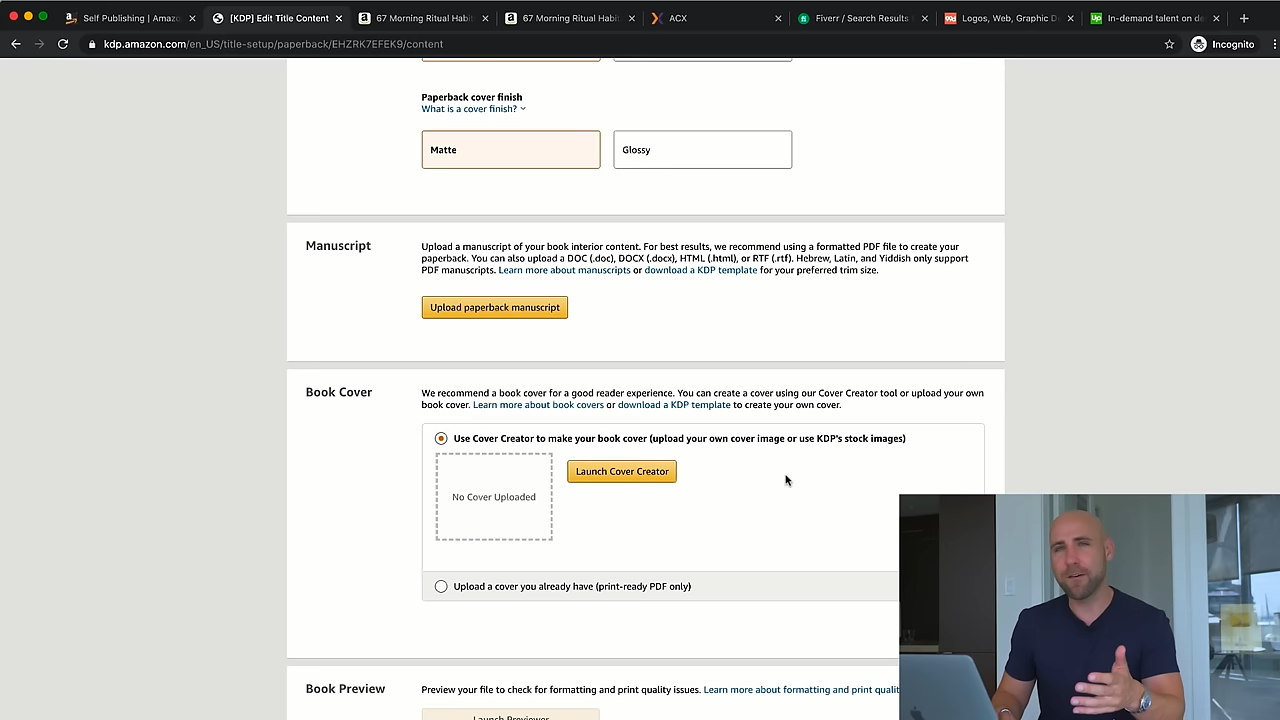 Self Publishing | Amazo
[KDP] Edit Title Content
67 Morning Ritual Habit
67 Morning Ritual Habit
ACX
Fiverr / Search Results
Logos, Web, Graphic De
In-demand talent on de
kdp.amazon.com/en_US/title-setup/paperback/EHZRK7EFEK9/content
Incognito
Paperback cover finish
What is a cover finish?
Matte
Glossy
Manuscript
Upload a manuscript of your book interior content. For best results, we recommend using a formatted PDF file to create your
paperback. You can also upload a DOC (.doc), DOCX (.docx), HTML (.html), or RTF (.rtf). Hebrew, Latin, and Yiddish only support
PDF manuscripts. Learn more about manuscripts or download a KDP template for your preferred trim size.
Upload paperback manuscript
Book Cover
We recommend a book cover for a good reader experience. You can create a cover using our Cover Creator tool or upload your own
book cover. Learn more about book covers or download a KDP template to create your own cover.
Use Cover Creator to make your book cover (upload your own cover image or use KDP's stock images)
No Cover Uploaded
Launch Cover Creator
Upload a cover you already have (print-ready PDF only)
Book Preview
Preview your file to check for formatting and print quality issues. Learn more about formatting and print qualit
Launch Previewer